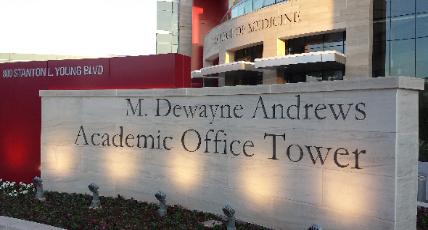 OF MEDICINE
800 STANTON L. YOUNG BLVD
M. Dewayne Andrews
Academic Office Tower